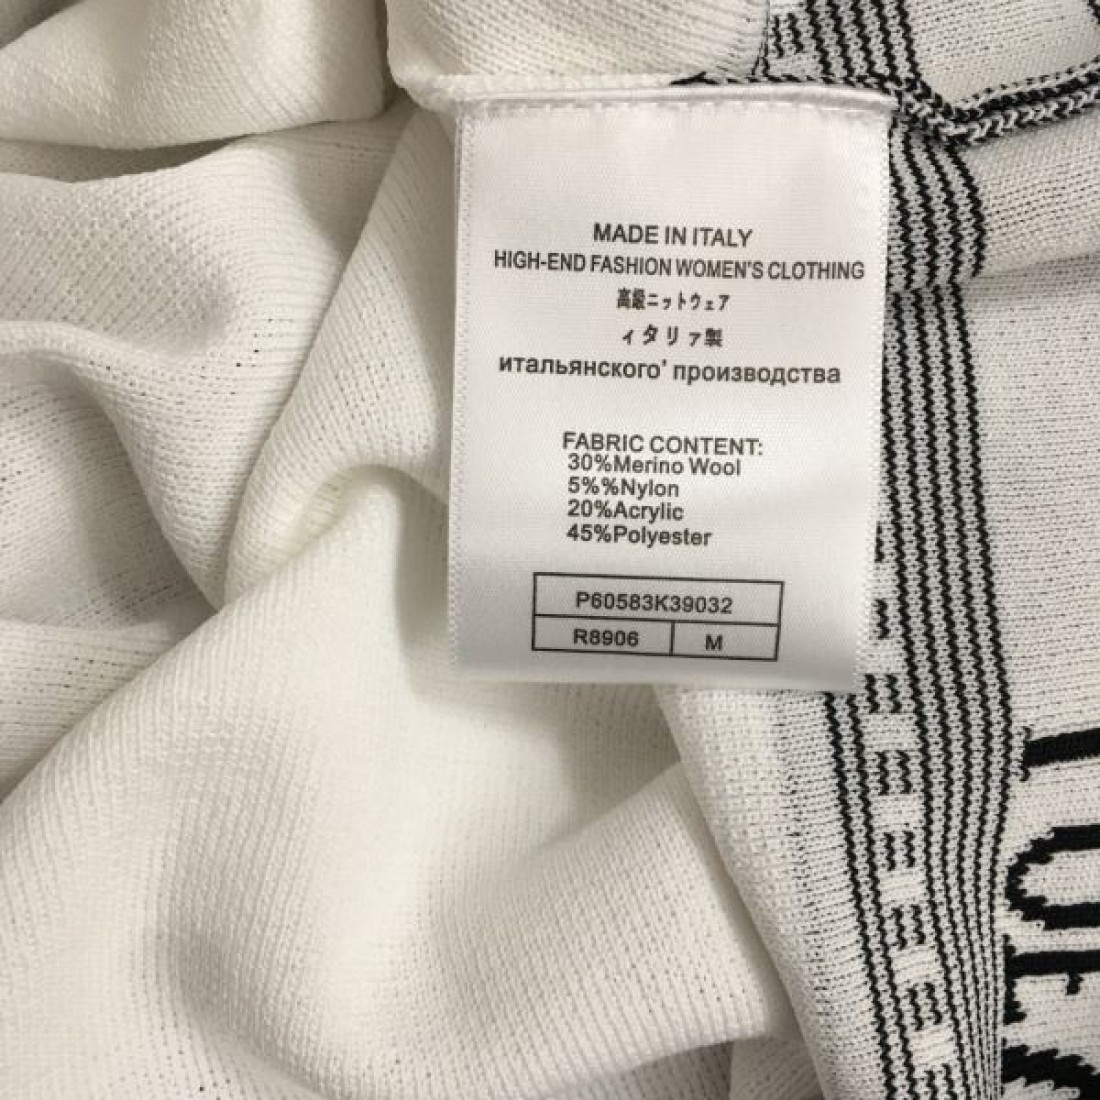 MADE IN ITALY
HIGH-END FASHION WOMEN'S CLOTHING
高級ニットウェア
ィタリァ製
итальянского' производства
FABRIC CONTENT:
30%Merino Wool
5%%Nylon
20%Acrylic
45%Polyester
P60583K39032
R8906 M